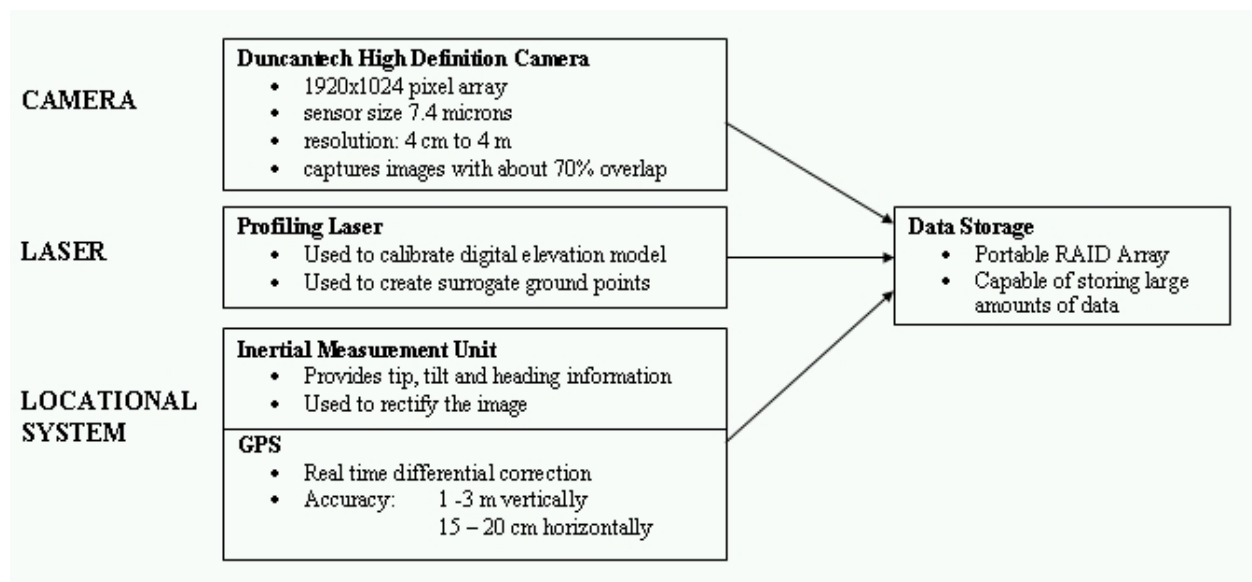 CAMERA
Duncantech High Definition Camera
• 1920x1024 pixel array
• sensor size 7.4 microns
• resolution: 4 cm to 4 m
• captures images with about 70% overlap
LASER
Profiling Laser
• Used to calibrate digital elevation model
• Used to create surrogate ground points
LOCATIONAL
SYSTEM
Inertial Measurement Unit
• Provides tip, tilt and heading information
• Used to rectify the image
GPS
• Real time differential correction
• Accuracy: 1 -3 m vertically
15 – 20 cm horizontally
Data Storage
• Portable RAID Array
• Capable of storing large
amounts of data